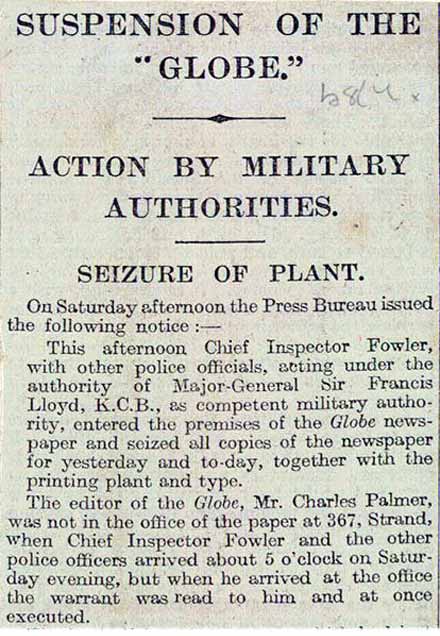 SUSPENSION OF THE
"GLOBE."
ACTION BY MILITARY
AUTHORITIES.
SEIZURE OF PLANT.
On Saturday afternoon the Press Bureau issued
the following notice :—
This afternoon Chief Inspector Fowler,
with other police officials, acting under the
authority of Major-General Sir Francis
Lloyd, K.C.B., as competent military autho-
rity, entered the premises of the Globe news-
paper and seized all copies of the newspaper
for yesterday and to-day, together with the
printing plant and type.
The editor of the Globe, Mr. Charles Palmer,
was not in the office of the paper at 367, Strand,
when Chief Inspector Fowler and the other
police officers arrived about 5 o'clock on Satur-
day evening, but when he arrived at the office
the warrant was read to him and at once
executed.